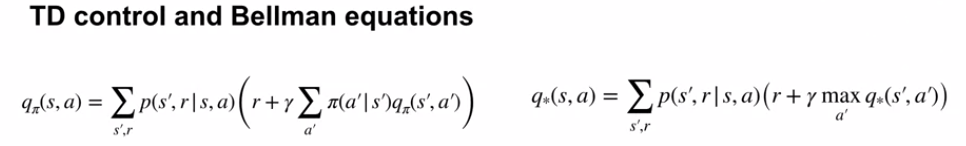 TD control and Bellman equations
qπ(s, a) = ∑s′,r p(s′, r | s, a)(r + γ ∑a′ π(a′ | s′)qπ(s′, a′))
q*(s, a) = ∑s′,r p(s′, r | s, a)(r + γ maxa′ q*(s′, a′))